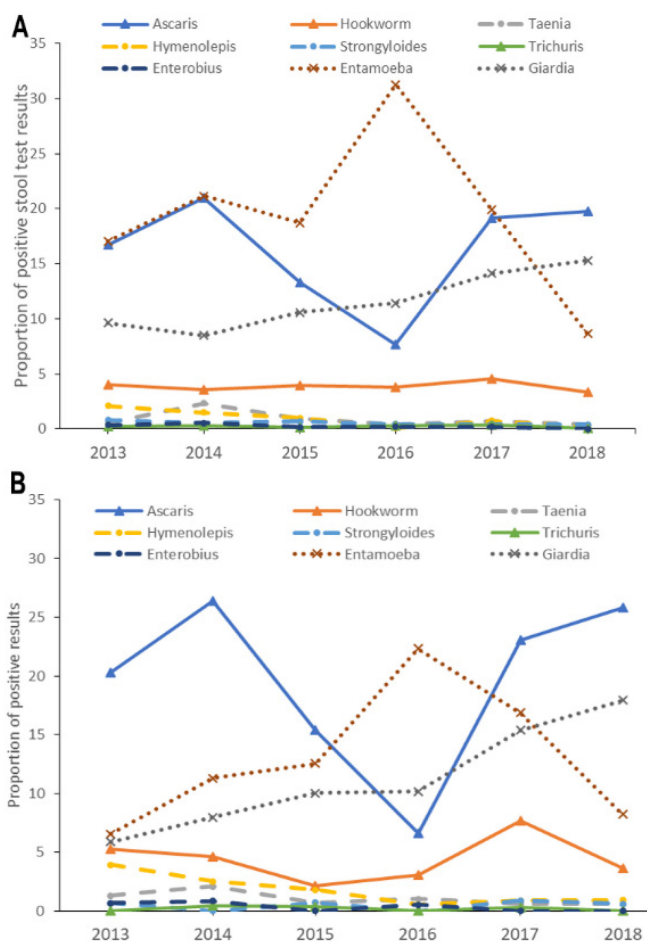 A
Ascaris Hookworm Taenia
Hymenolepis Strongyloides Trichuris
Enterobius Entamoeba Giardia
Proportion of positive stool test results
35
30
25
20
15
10
5
0
2013 2014 2015 2016 2017 2018
B
Ascaris Hookworm Taenia
Hymenolepis Strongyloides Trichuris
Enterobius Entamoeba Giardia
Proportion of positive results
35
30
25
20
15
10
5
0
2013 2014 2015 2016 2017 2018